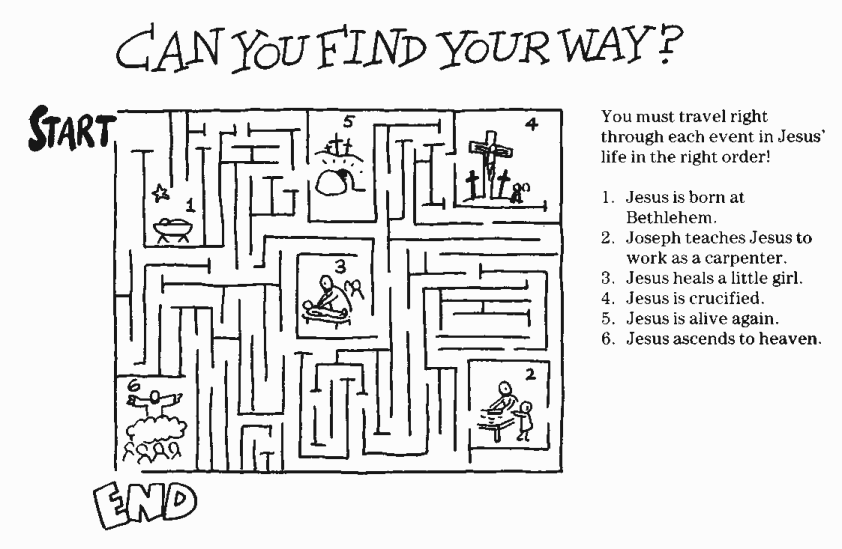 CAN YOU FIND YOUR WAY?
START
You must travel right
through each event in Jesus'
life in the right order!
1. Jesus is born at
Bethlehem.
2. Joseph teaches Jesus to
work as a carpenter.
3. Jesus heals a little girl.
4. Jesus is crucified.
5. Jesus is alive again.
6. Jesus ascends to heaven.
5
4
1
3
2
6
END